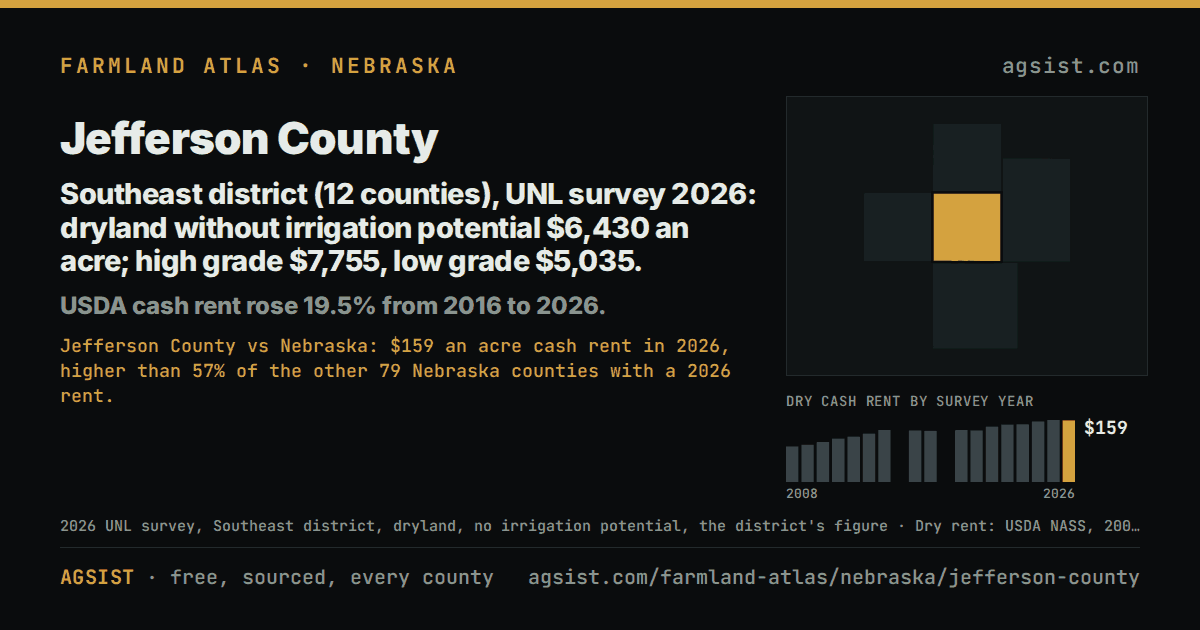 FARMLAND ATLAS · NEBRASKA
agsist.com
Jefferson County
Southeast district (12 counties), UNL survey 2026:
dryland without irrigation potential $6,430 an
acre; high grade $7,755, low grade $5,035.
USDA cash rent rose 19.5% from 2016 to 2026.
Jefferson County vs Nebraska: $159 an acre cash rent in 2026,
higher than 57% of the other 79 Nebraska counties with a 2026
rent.
DRY CASH RENT BY SURVEY YEAR
$159
2008
2026
2026 UNL survey, Southeast district, dryland, no irrigation potential, the district's figure · Dry rent: USDA NASS, 200…
AGSIST · free, sourced, every county
agsist.com/farmland-atlas/nebraska/jefferson-county